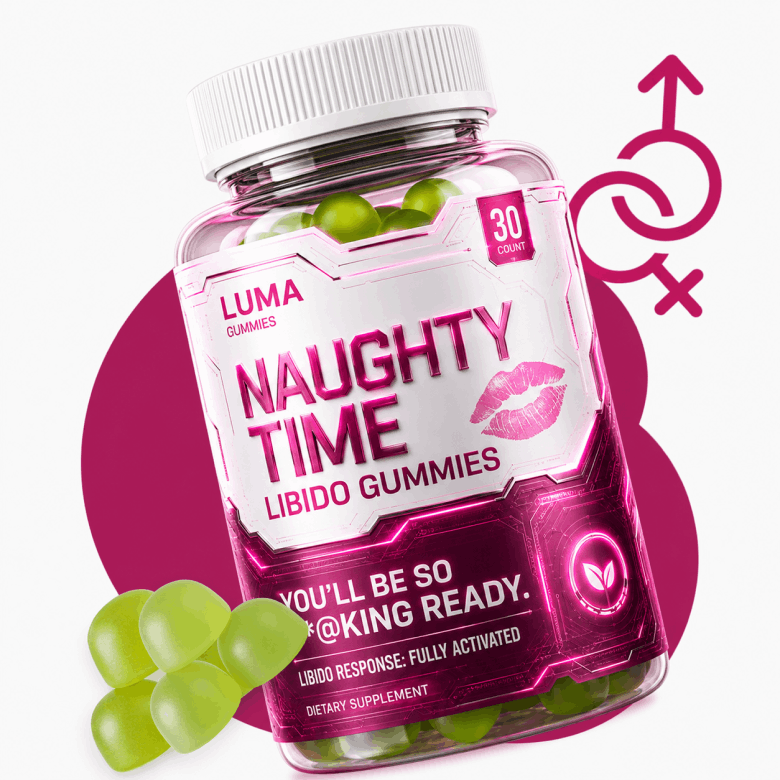 30
COUNT
LUMA
GUMMIES
NAUGHTY
TIME
LIBIDO GUMMIES
YOU'LL BE SO
*@KING READY.
LIBIDO RESPONSE: FULLY ACTIVATED
DIETARY SUPPLEMENT